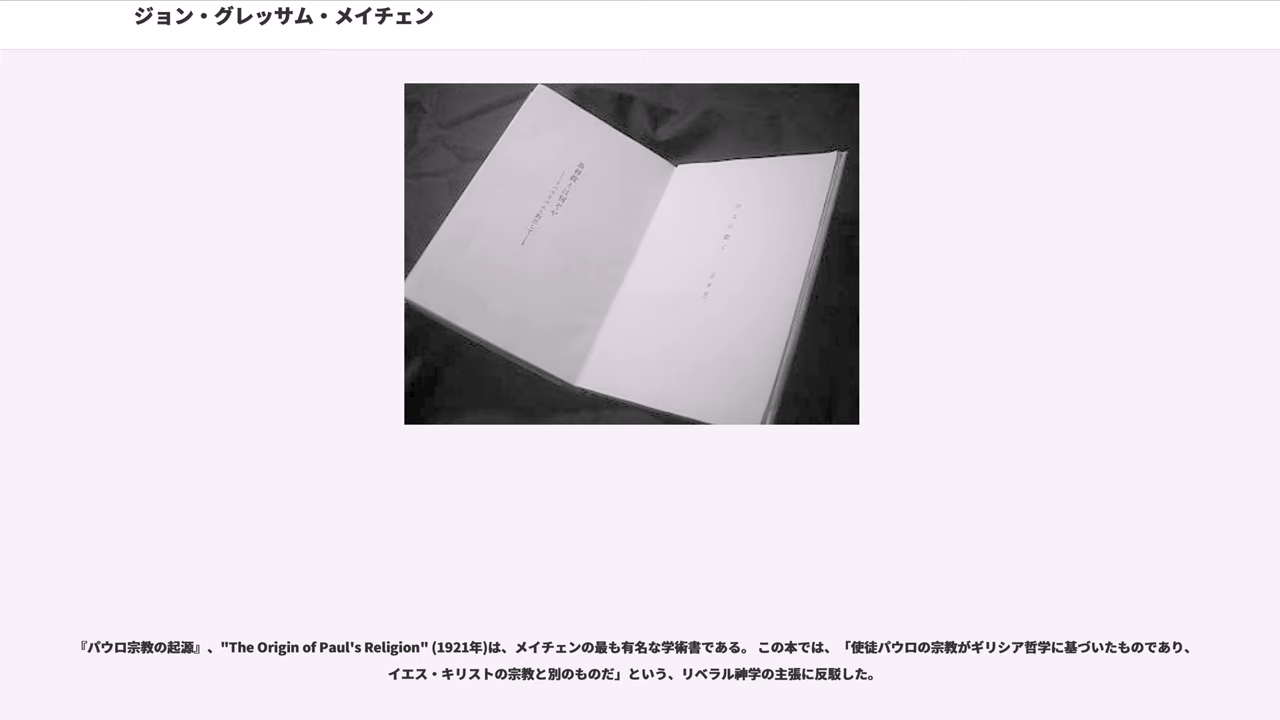 ジョン・グレッサム・メイチェン
『パウロ宗教の起源』、"The Origin of Paul's Religion" (1921年)は、メイチェンの最も有名な学術書である。 この本では、「使徒パウロの宗教がギリシア哲学に基づいたものであり、
イエス・キリストの宗教と別のものだ」という、リベラル神学の主張に反駁した。